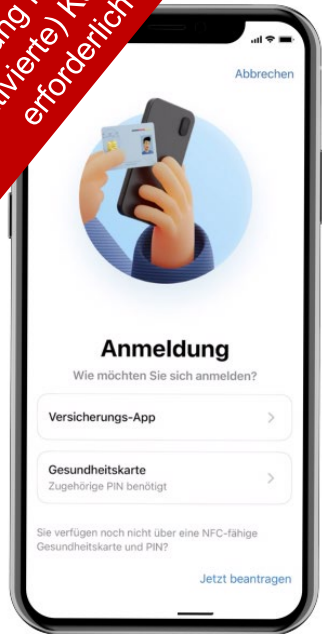 erforderlich
Abbrechen
Anmeldung
Wie möchten Sie sich anmelden?
Versicherungs-App
Gesundheitskarte
Zugehörige PIN benötigt
Sie verfügen noch nicht über eine NFC-fähige
Gesundheitskarte und PIN?
Jetzt beantragen